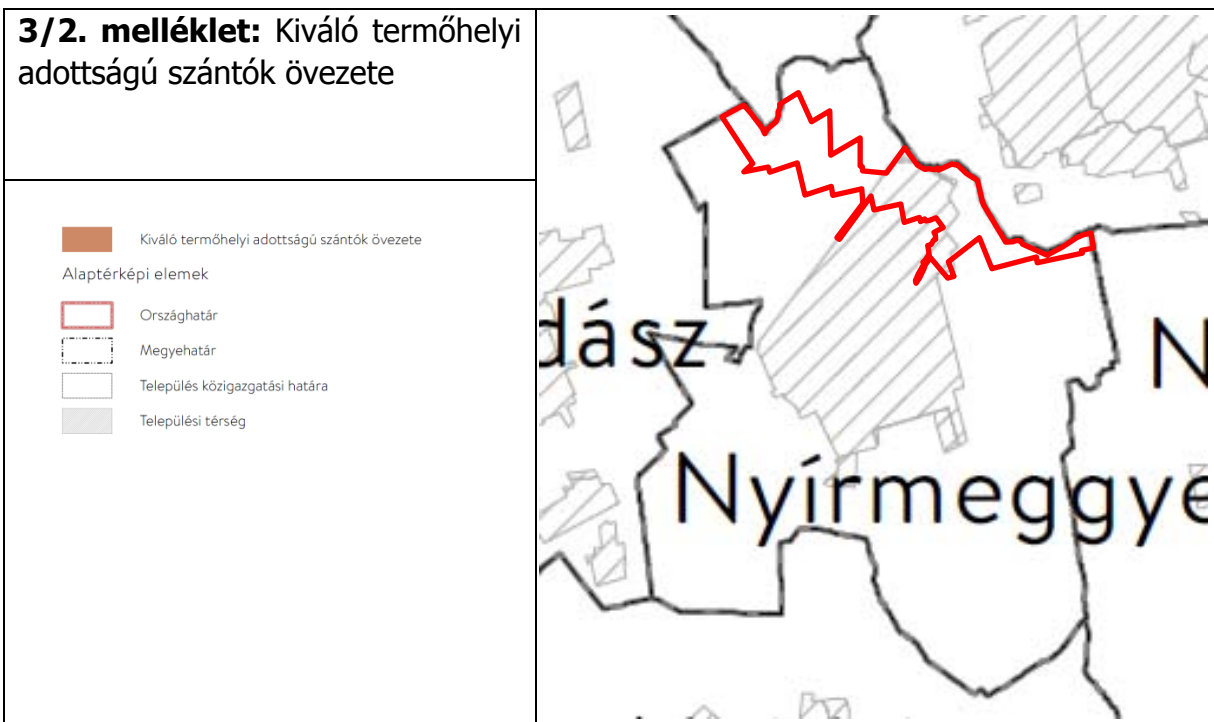 3/2. melléklet: Kiváló termőhelyi
adottságú szántók övezete
Kiváló termőhelyi adottságú szántók övezete
Alaptérképi elemek
Országhatár
Megyehatár
Település közigazgatási határa
Települési térség
dász
N
Nyírmeggye